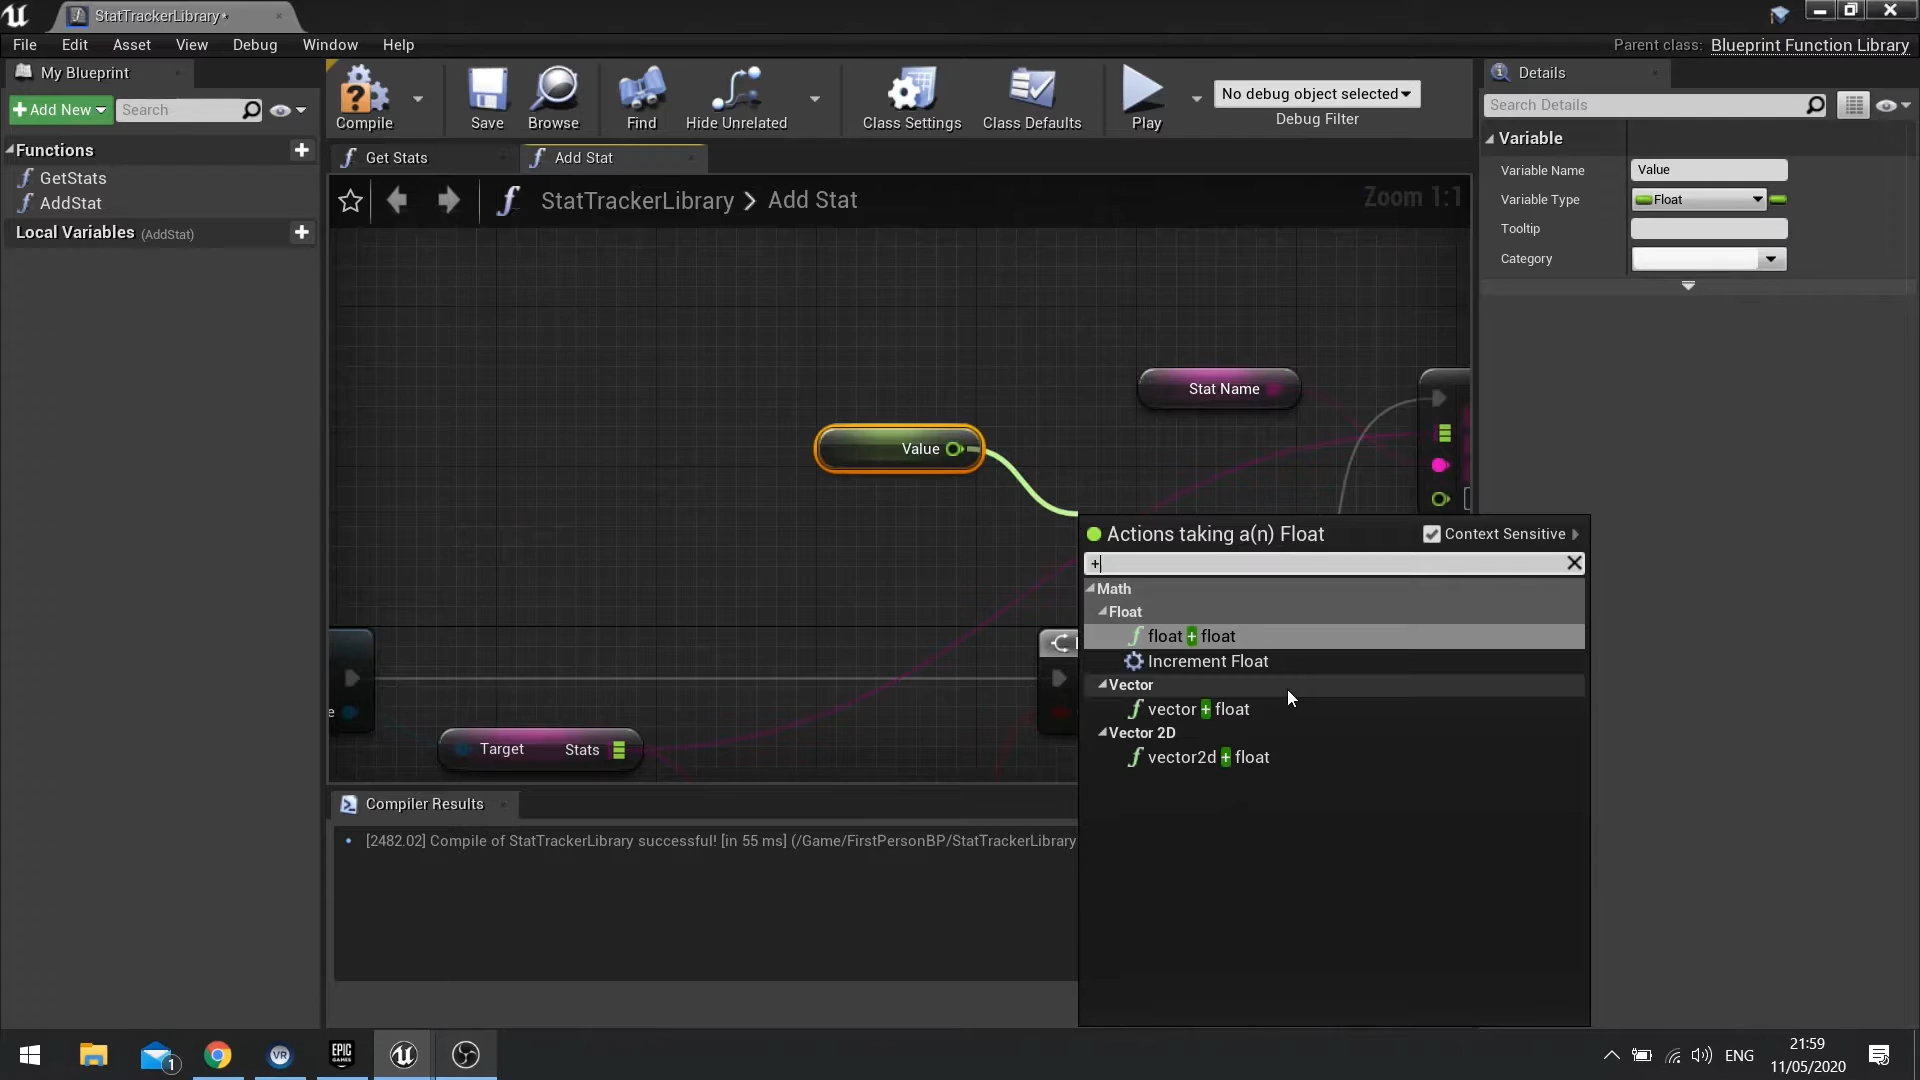 StatTrackerLibrary*
File Edit Asset View Debug Window Help
Parent class: Blueprint Function Library
My Blueprint
Add New
Search
Functions
GetStats
AddStat
Local Variables (AddStat)
Compile
Save
Browse
Find
Hide Unrelated
Class Settings
Class Defaults
Play
No debug object selected
Debug Filter
Get Stats
Add Stat
StatTrackerLibrary > Add Stat
Zoom 1:1
Stat Name
Value
Target Stats
e
Actions taking a(n) Float
Context Sensitive
+
Math
Float
float + float
Increment Float
Vector
vector + float
Vector 2D
vector2d + float
Compiler Results
[2482.02] Compile of StatTrackerLibrary successful! [in 55 ms] (/Game/FirstPersonBP/StatTrackerLibrary
Details
Search Details
Variable
Variable Name Value
Variable Type Float
Tooltip
Category
1
VR
EPIC
GAMES
ENG
21:59
11/05/2020